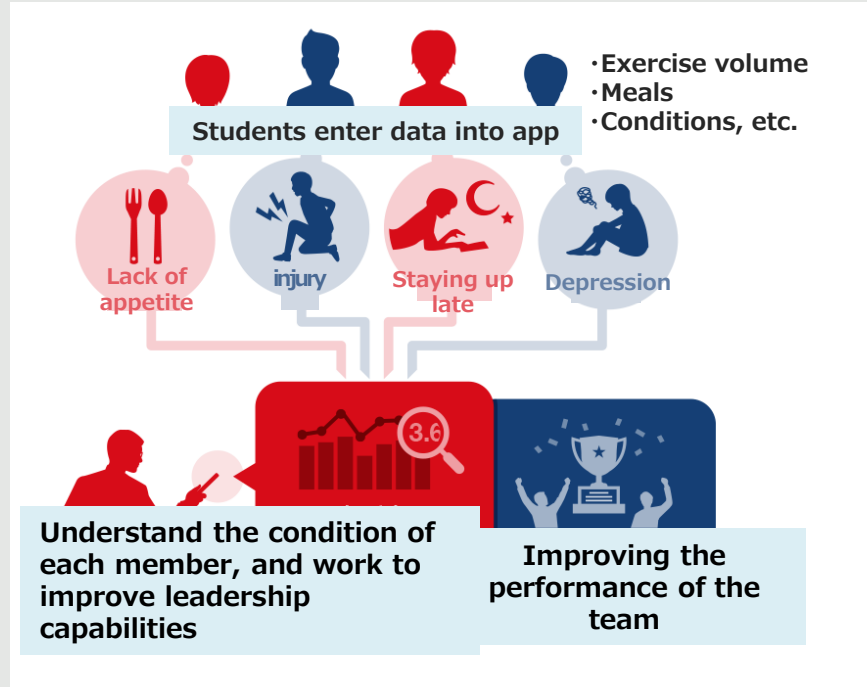 ・Exercise volume
・Meals
・Conditions, etc.
Students enter data into app
Lack of
appetite
injury
Staying up
late
Depression
3.6
Understand the condition of
each member, and work to
improve leadership
capabilities
Improving the
performance of the
team